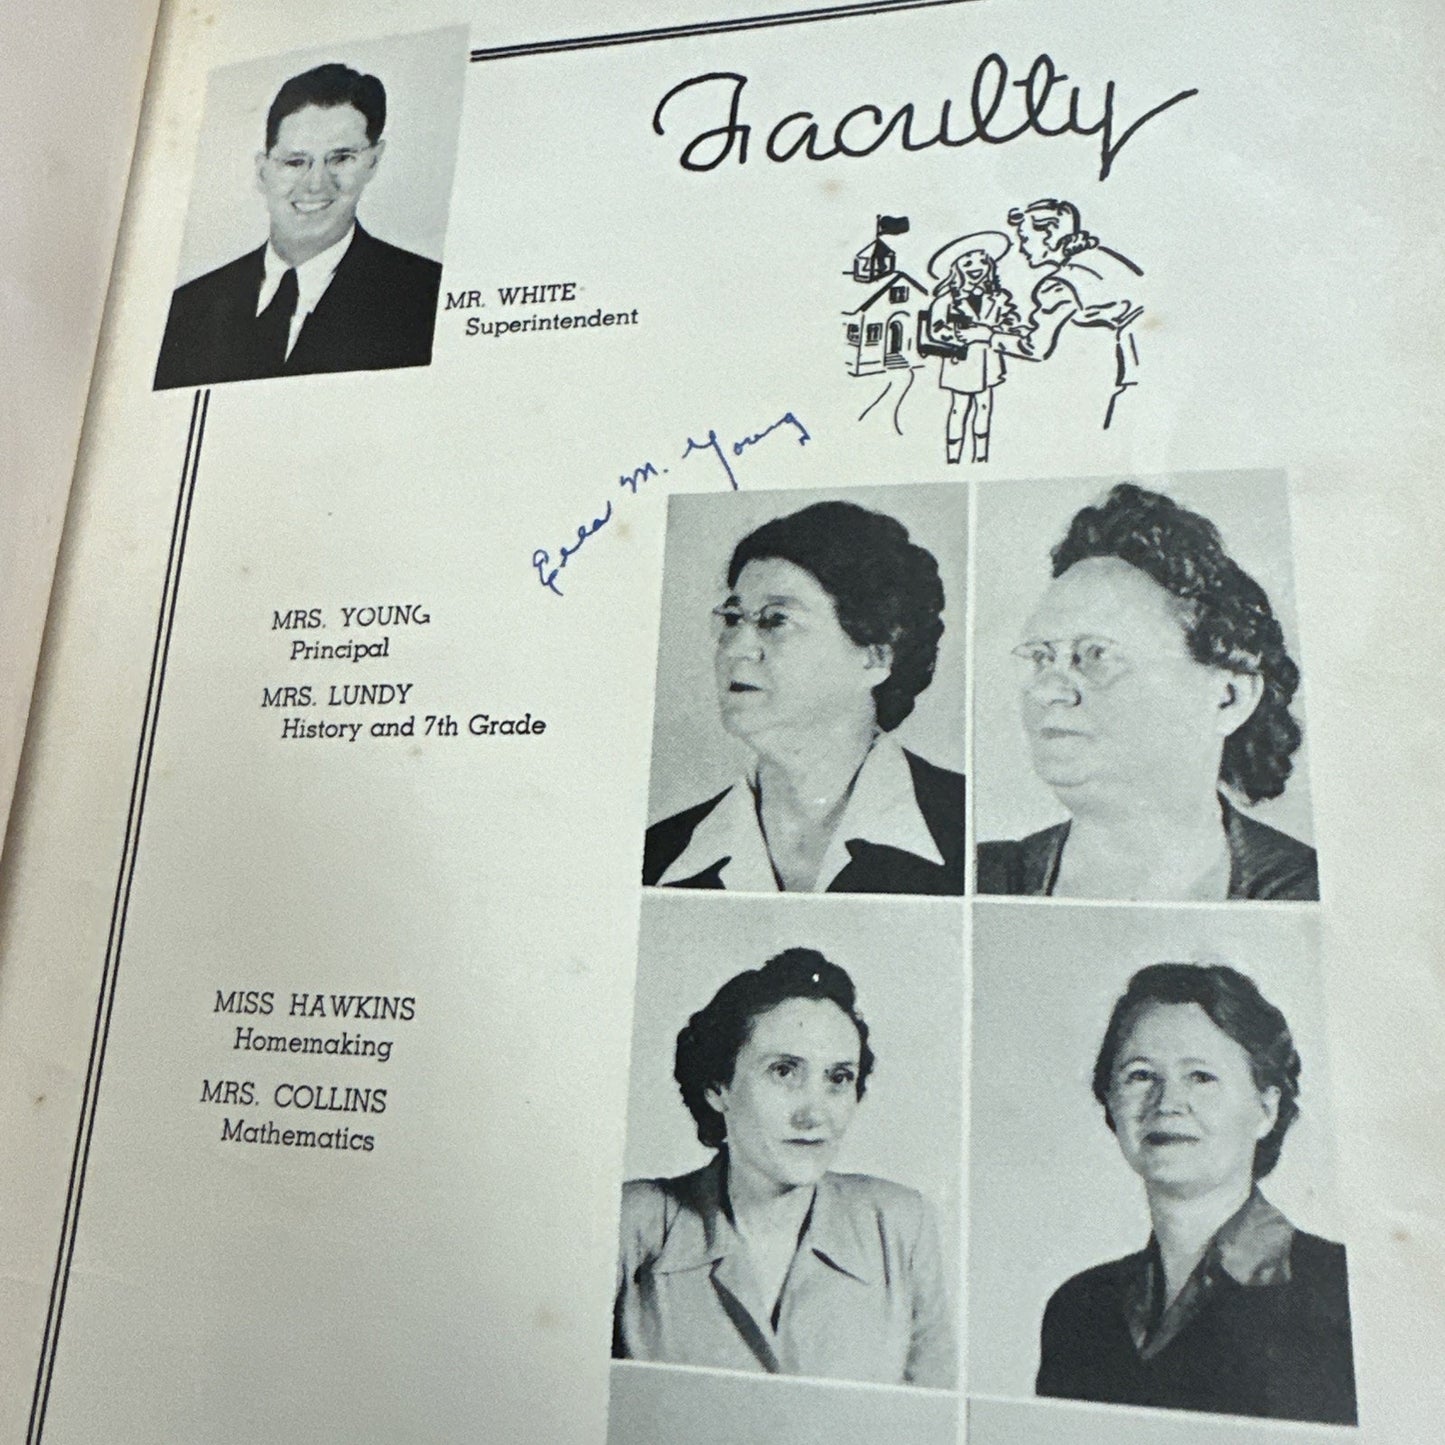 Faculty
MR. WHITE
Superintendent
Ella M. Young
MRS. YOUNG
Principal
MRS. LUNDY
History and 7th Grade
MISS HAWKINS
Homemaking
MRS. COLLINS
Mathematics